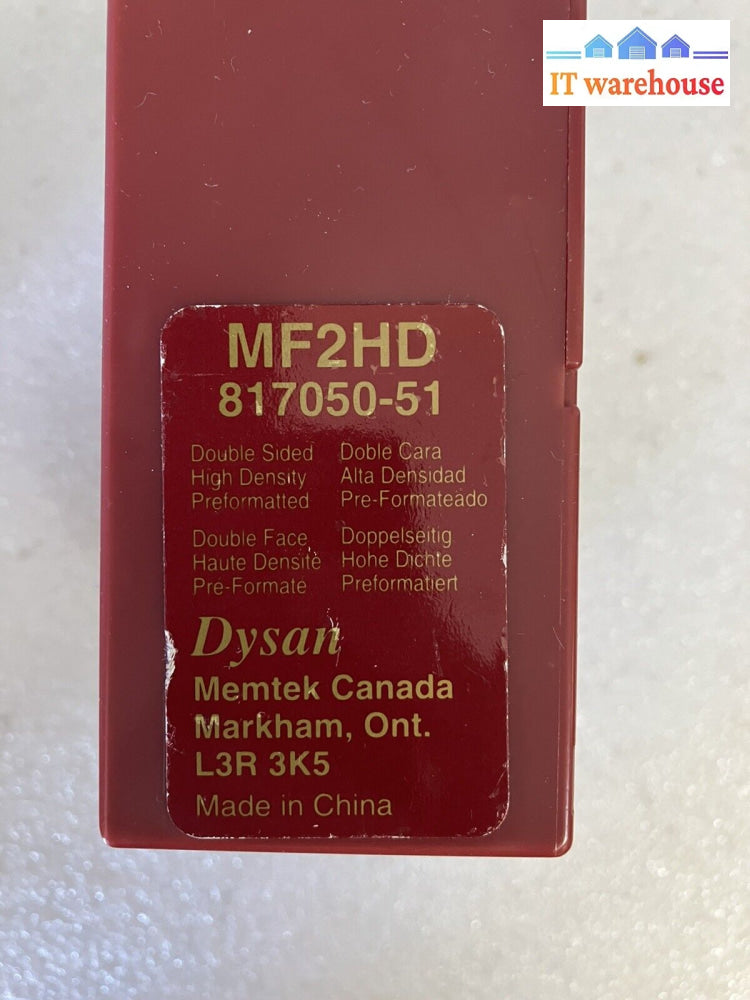 IT warehouse
MF2HD
817050-51
Double Sided
High Density
Preformatted
Doble Cara
Alta Densidad
Pre-Formateado
Double Face
Haute Densite
Pre-Formate
Doppelseitig
Hohe Dichte
Preformatiert
Dysan
Memtek Canada
Markham, Ont.
L3R 3K5
Made in China